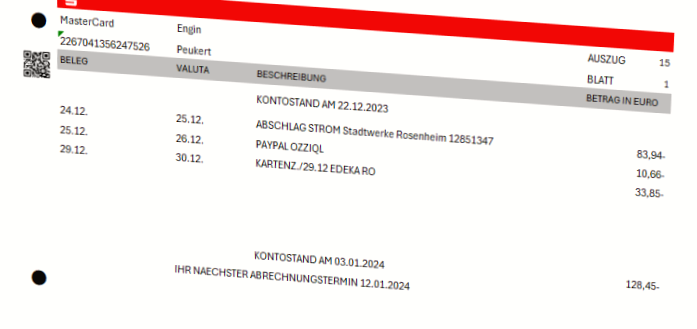 MasterCard Engin
2267041356247526 Peukert AUSZUG 15
BLATT 1
BELEG VALUTA BESCHREIBUNG BETRAG IN EURO
KONTOSTAND AM 22.12.2023
24.12. 25.12. ABSCHLAG STROM Stadtwerke Rosenheim 12851347 83,94-
25.12. 26.12. PAYPAL OZZIQL 10,66-
29.12. 30.12. KARTENZ./29.12 EDEKA RO 33,85-
KONTOSTAND AM 03.01.2024 128,45-
IHR NAECHSTER ABRECHNUNGSTERMIN 12.01.2024